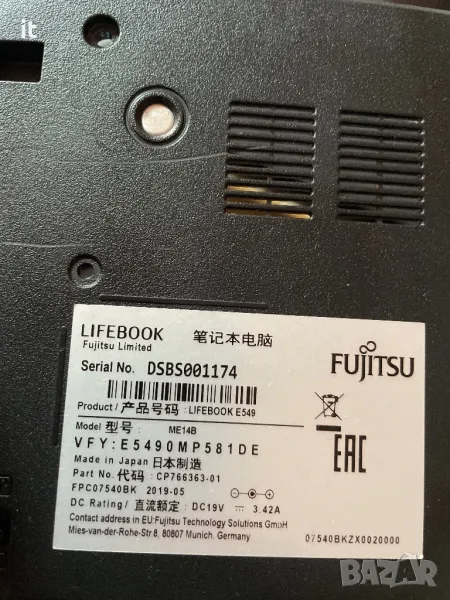 it
LIFEBOOK 笔记本电脑
Fujitsu Limited
FUJITSU
Serial No. DSBS001174
Product / 产品号码 : LIFEBOOK E549
Model 型号 : ME14B
VFY:E5490MP581DE
Made in Japan 日本制造
EAC
Part No. 代码 : CP766363-01
FPC07540BK 2019-05
DC Rating / 直流额定 : DC19V 3.42A
Contact address in EU:Fujitsu Technology Solutions GmbH
Mies-van-der-Rohe-Str 8, 80807 Munich, Germany
07540BKZX0020000
BAZAR